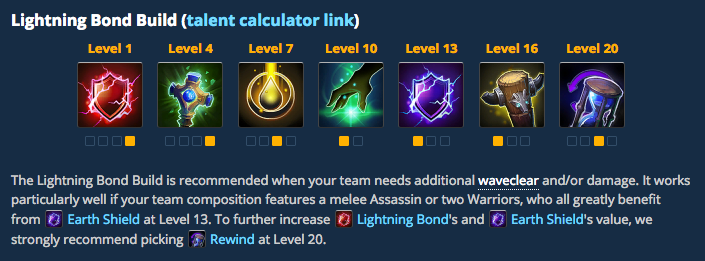 Lightning Bond Build (talent calculator link)
Level 1 Level 4 Level 7 Level 10 Level 13 Level 16 Level 20
The Lightning Bond Build is recommended when your team needs additional waveclear and/or damage. It works
particularly well if your team composition features a melee Assassin or two Warriors, who all greatly benefit
from Earth Shield at Level 13. To further increase Lightning Bond's and Earth Shield's value, we
strongly recommend picking Rewind at Level 20.